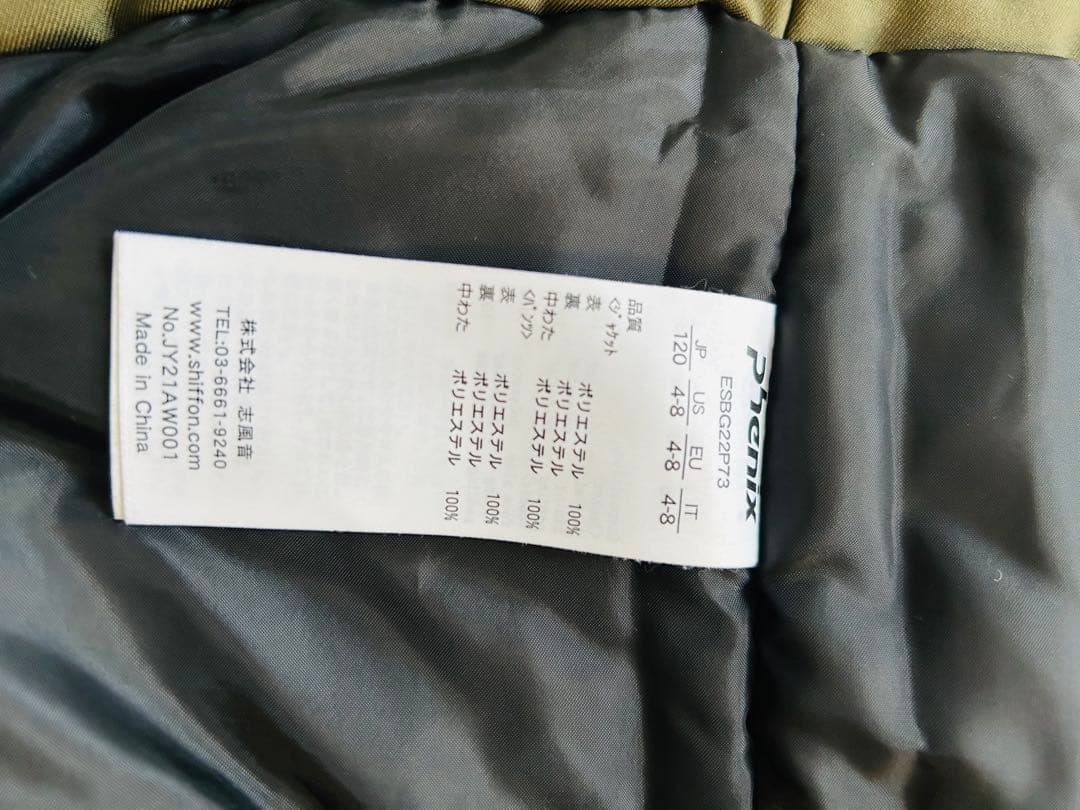 Phenix
ESBG22P73
JP US EU IT
120 4-8 4-8 4-8
品質
<ｼﾞｬｹｯﾄ
表 ポリエステル 100%
裏 ポリエステル 100%
中わた ポリエステル 100%
<ﾊﾟﾝﾂ>
表 ポリエステル 100%
裏 ポリエステル 100%
中わた ポリエステル 100%
株式会社 志風音
TEL:03-6661-9240
www.shiffon.com
No.JY21AW001
Made in China